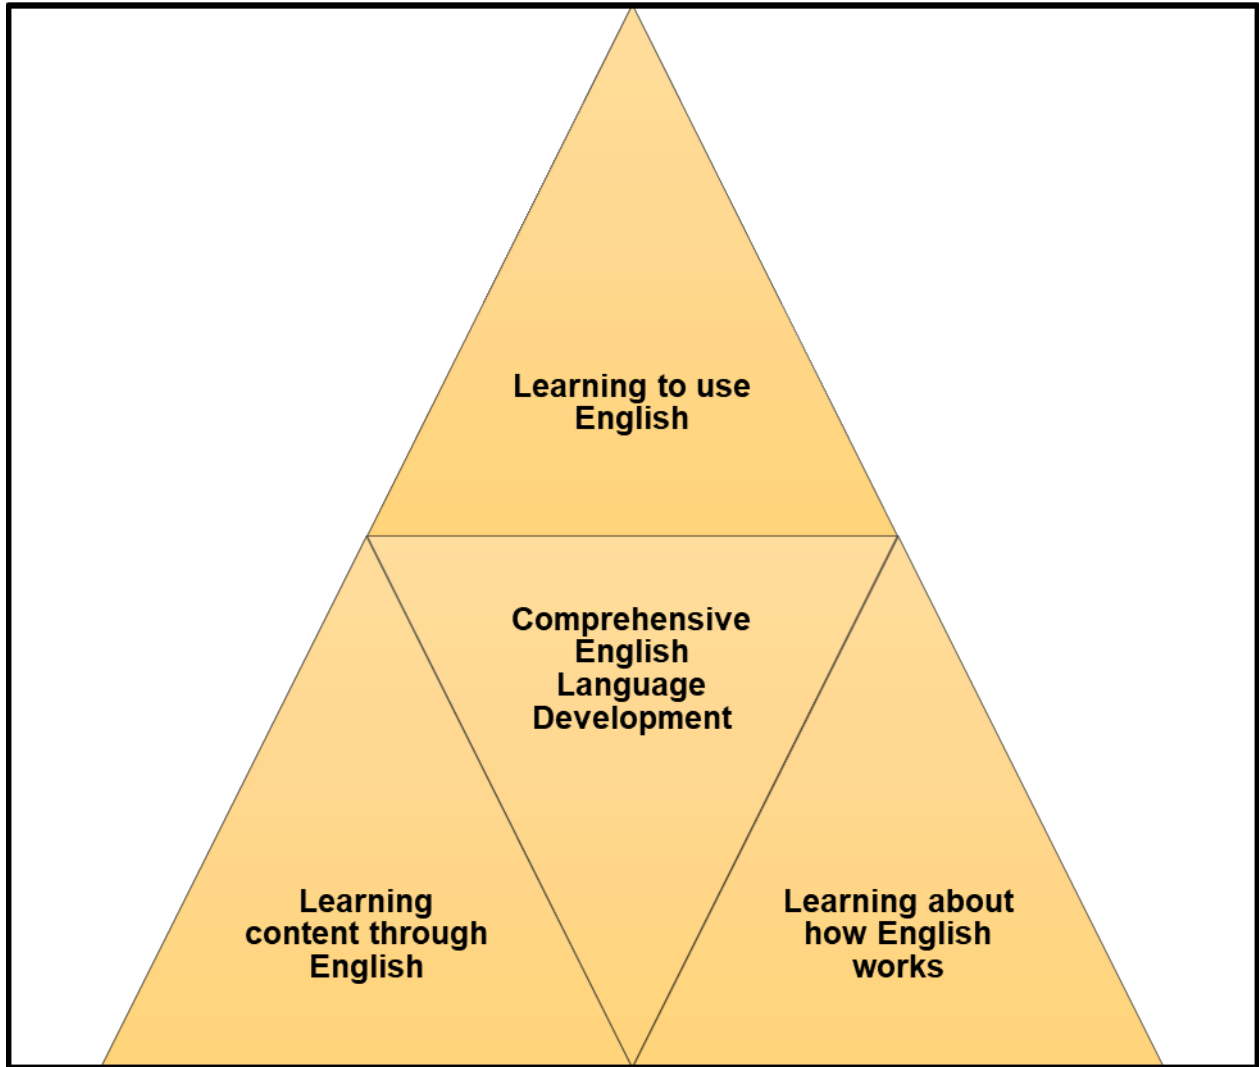 Learning to use
English
Comprehensive
English
Language
Development
Learning
content through
English
Learning about
how English
works